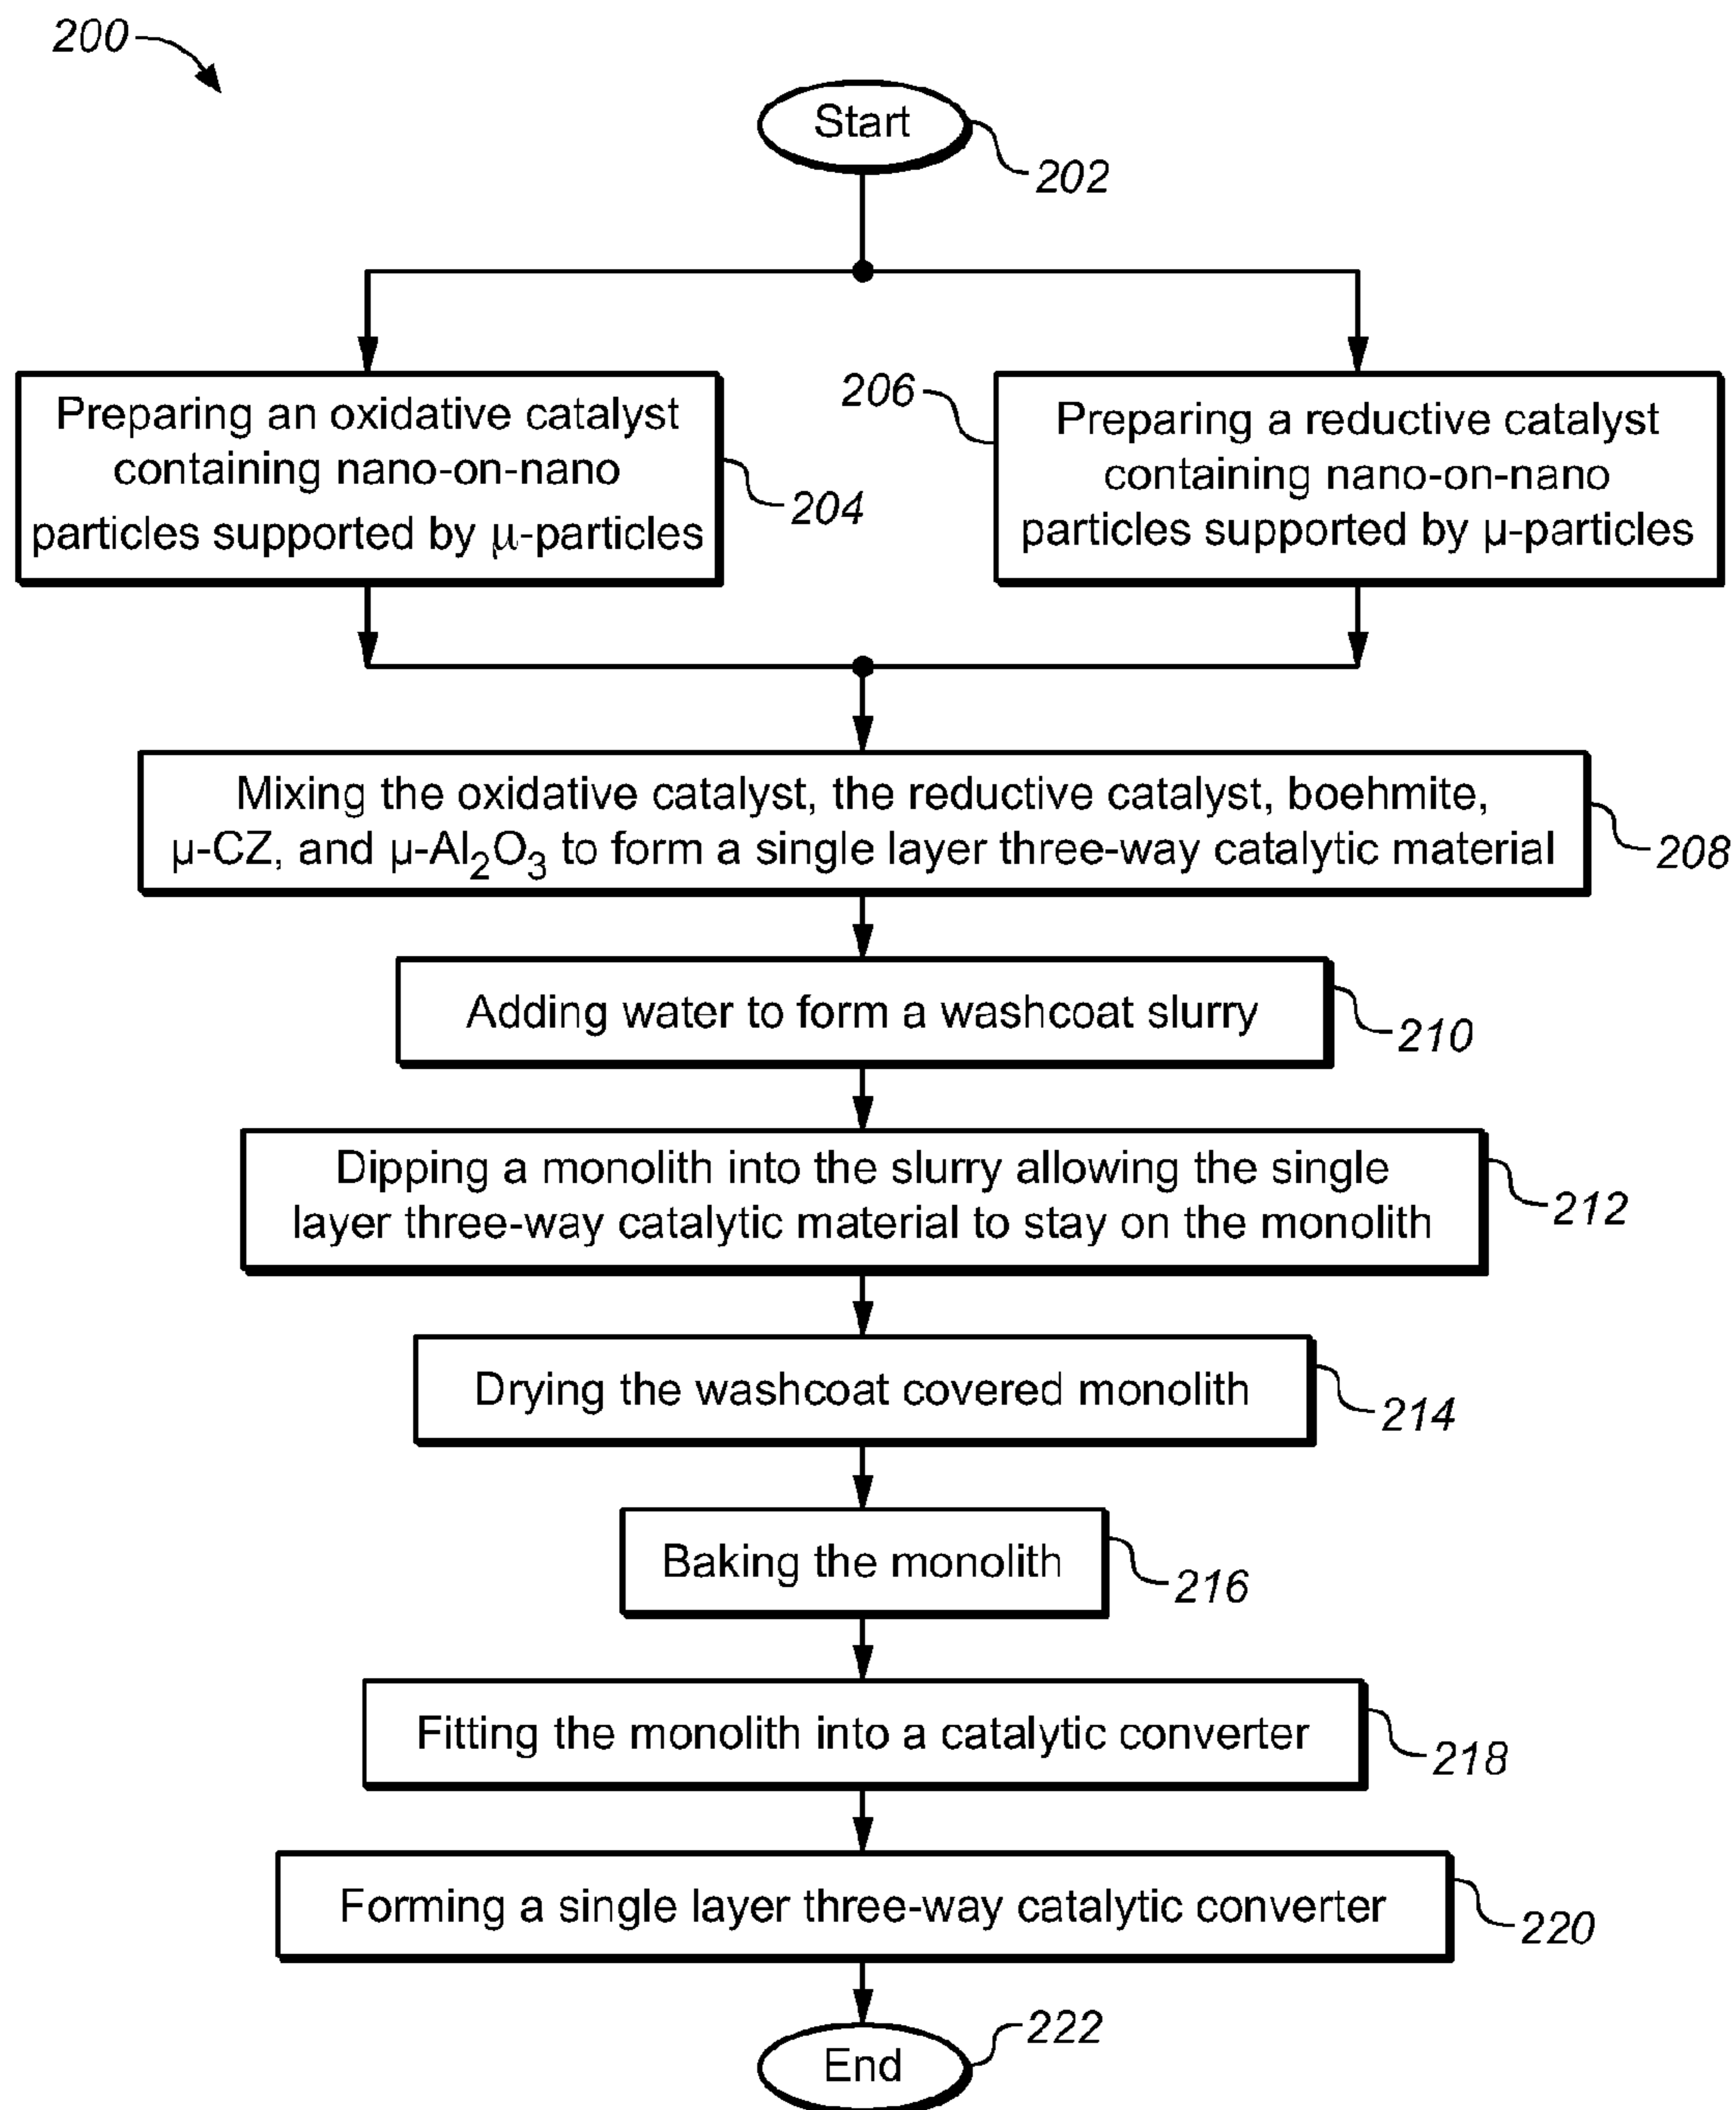 200
Start
202
Preparing an oxidative catalyst
containing nano-on-nano
particles supported by μ-particles
204
206
Preparing a reductive catalyst
containing nano-on-nano
particles supported by μ-particles
Mixing the oxidative catalyst, the reductive catalyst, boehmite,
μ-CZ, and μ-Al₂O₃ to form a single layer three-way catalytic material
208
Adding water to form a washcoat slurry
210
Dipping a monolith into the slurry allowing the single
layer three-way catalytic material to stay on the monolith
212
Drying the washcoat covered monolith
214
Baking the monolith
216
Fitting the monolith into a catalytic converter
218
Forming a single layer three-way catalytic converter
220
222
End